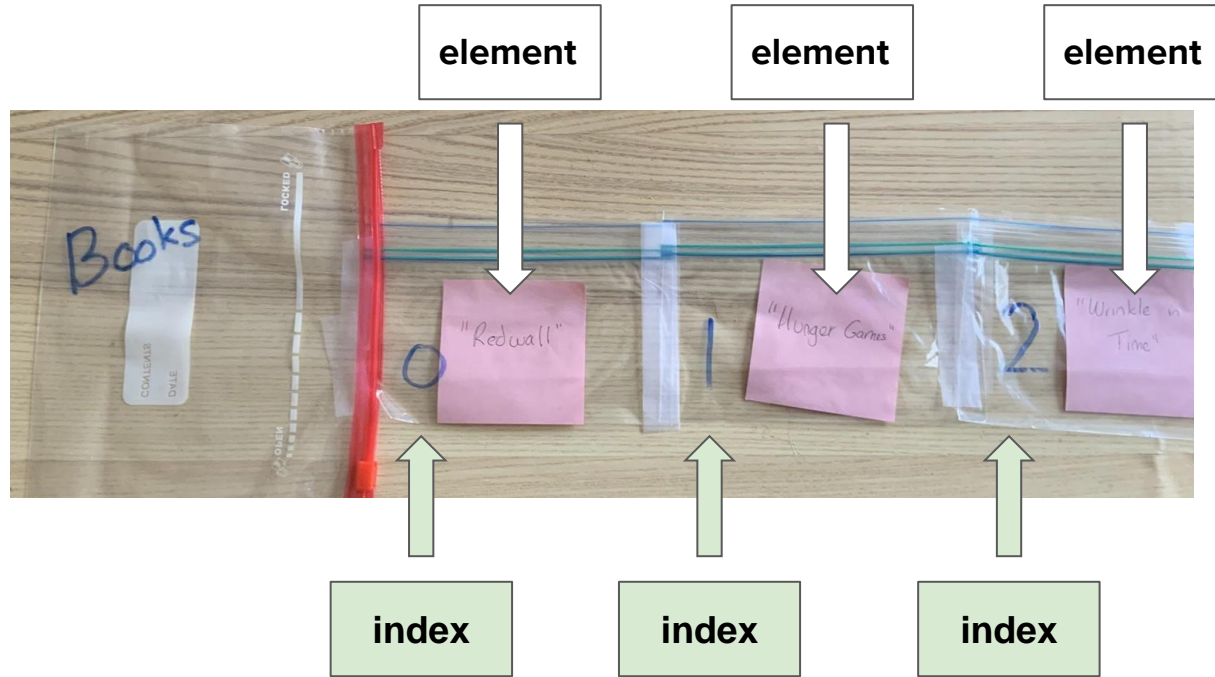 element
element
element
Books
LOCKED
CONTENTS
DATE
OPEN
0
"Redwall"
1
"Hunger Games"
2
"Wrinkle in
Time"
index
index
index